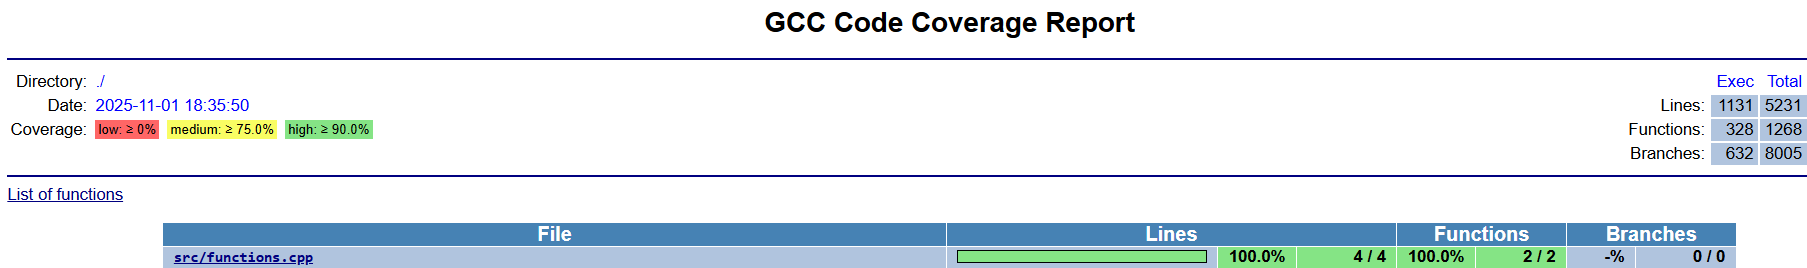 GCC Code Coverage Report
Directory: ./
Date: 2025-11-01 18:35:50
Coverage: low: ≥ 0% medium: ≥ 75.0% high: ≥ 90.0%
Exec Total
Lines: 1131 5231
Functions: 328 1268
Branches: 632 8005
List of functions
File Lines Functions Branches
src/functions.cpp 100.0% 4 / 4 100.0% 2 / 2 -% 0 / 0